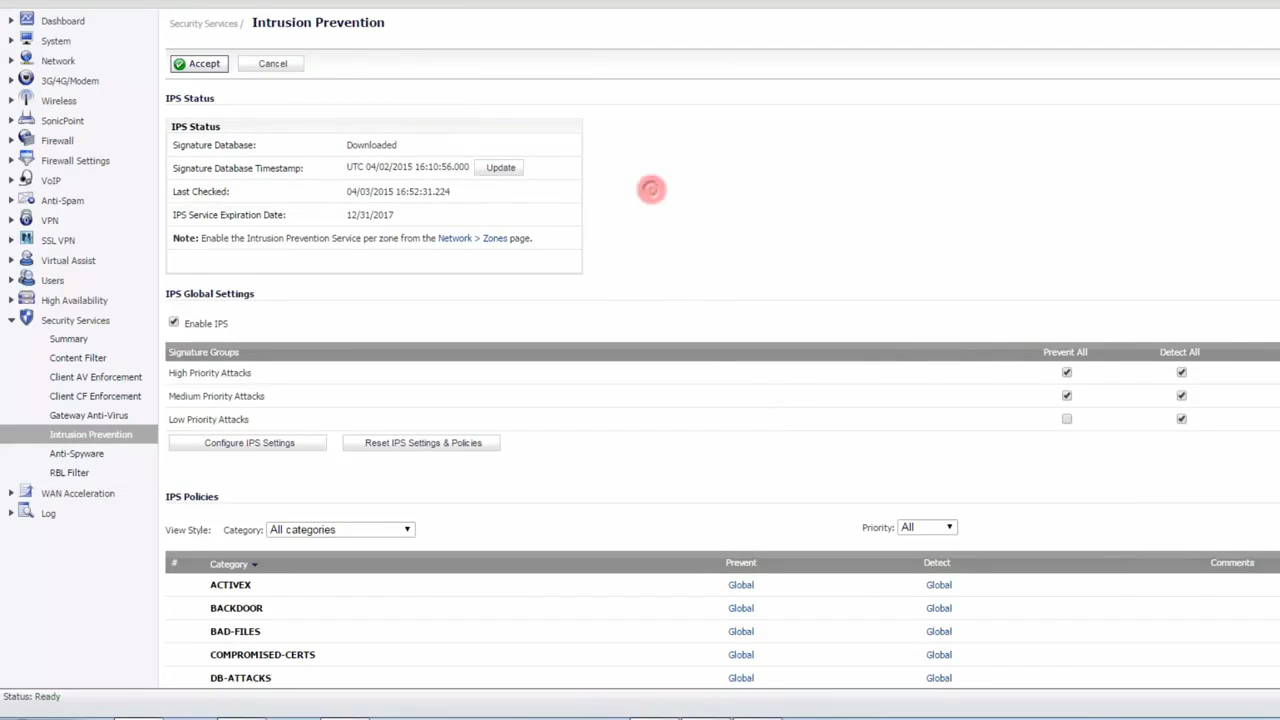 Dashboard
System
Network
3G/4G/Modem
Wireless
SonicPoint
Firewall
Firewall Settings
VoIP
Anti-Spam
VPN
SSL VPN
Virtual Assist
Users
High Availability
Security Services
Summary
Content Filter
Client AV Enforcement
Client CF Enforcement
Gateway Anti-Virus
Intrusion Prevention
Anti-Spyware
RBL Filter
WAN Acceleration
Log
Security Services / Intrusion Prevention
Accept Cancel
IPS Status
IPS Status
Signature Database: Downloaded
Signature Database Timestamp: UTC 04/02/2015 16:10:56.000 Update
Last Checked: 04/03/2015 16:52:31.224
IPS Service Expiration Date: 12/31/2017
Note: Enable the Intrusion Prevention Service per zone from the Network > Zones page.
IPS Global Settings
Enable IPS
Signature Groups Prevent All Detect All
High Priority Attacks
Medium Priority Attacks
Low Priority Attacks
Configure IPS Settings Reset IPS Settings & Policies
IPS Policies
View Style: Category: All categories Priority: All
# Category Prevent Detect Comments
ACTIVEX Global Global
BACKDOOR Global Global
BAD-FILES Global Global
COMPROMISED-CERTS Global Global
DB-ATTACKS Global Global
Status: Ready